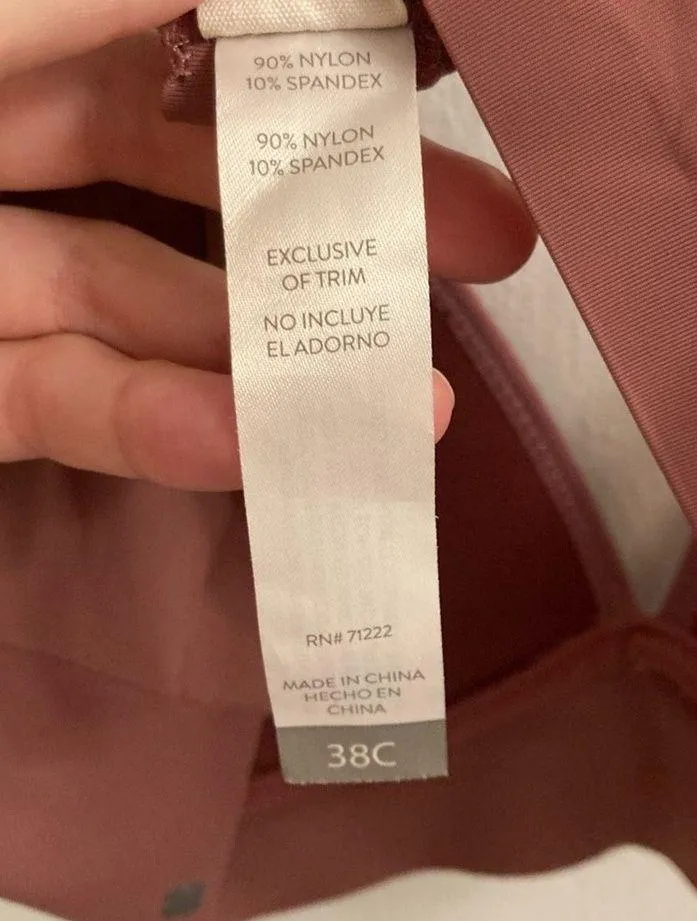 90% NYLON
10% SPANDEX
90% NYLON
10% SPANDEX
EXCLUSIVE
OF TRIM
NO INCLUYE
EL ADORNO
RN# 71222
MADE IN CHINA
HECHO EN
CHINA
38C